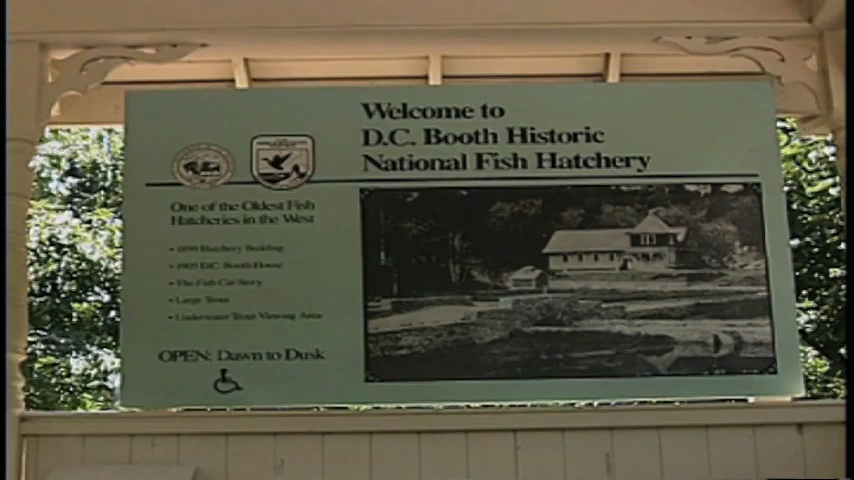 Welcome to
D.C. Booth Historic
National Fish Hatchery
One of the Oldest Fish
Hatcheries in the West
• 1899 Hatchery Building
• 1905 D.C. Booth House
• The Fish Car Story
• Large Trout
• Underwater Trout Viewing Area
OPEN: Dawn to Dusk